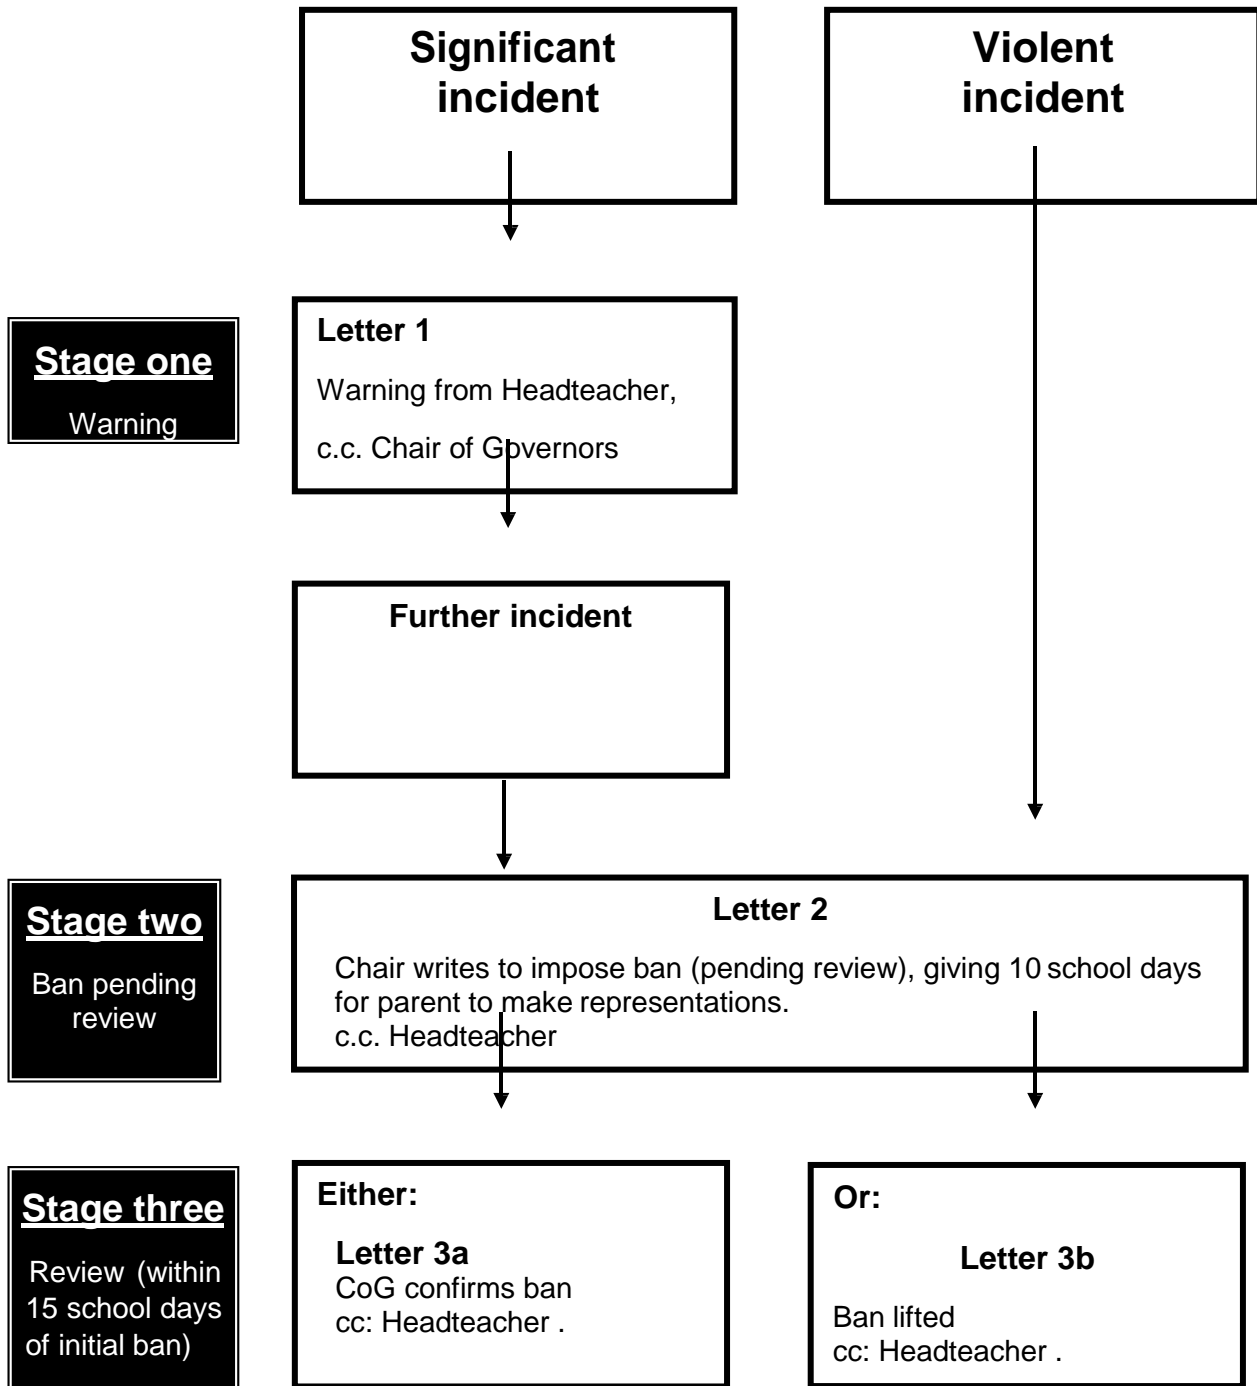 Significant
incident
Violent
incident
Stage one
Warning
Letter 1
Warning from Headteacher,
c.c. Chair of Governors
Further incident
Stage two
Ban pending
review
Letter 2
Chair writes to impose ban (pending review), giving 10 school days
for parent to make representations.
c.c. Headteacher
Stage three
Review (within
15 school days
of initial ban)
Either:
Letter 3a
CoG confirms ban
cc: Headteacher .
Or:
Letter 3b
Ban lifted
cc: Headteacher .